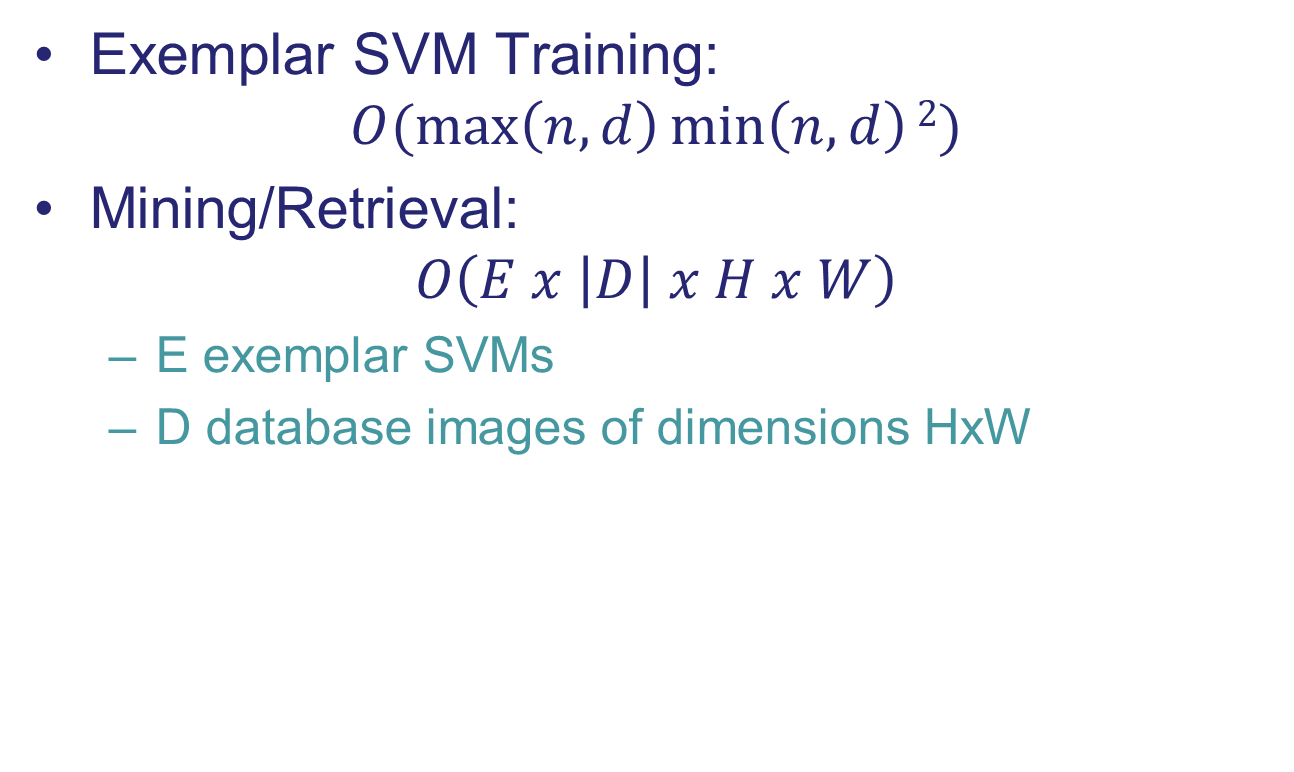 • Exemplar SVM Training:
O(max(n, d) min(n, d) ²)
• Mining/Retrieval:
O(E x |D| x H x W)
– E exemplar SVMs
– D database images of dimensions HxW